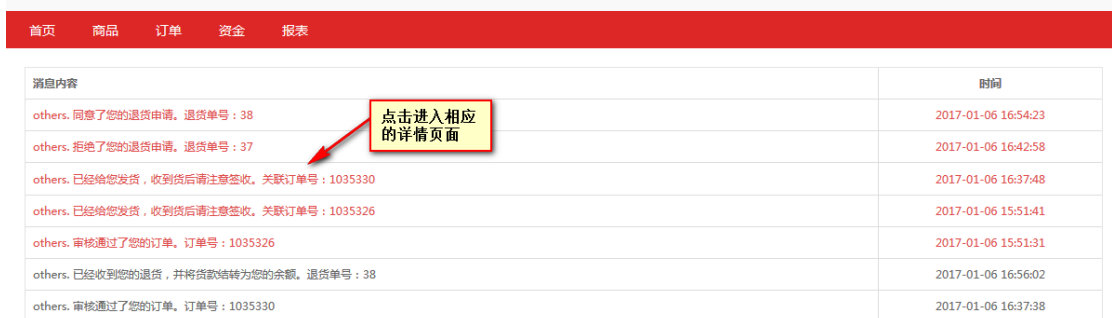 首页 商品 订单 资金 报表
消息内容 时间
others. 同意了您的退货申请。退货单号：38 2017-01-06 16:54:23
点击进入相应
的详情页面
others. 拒绝了您的退货申请。退货单号：37 2017-01-06 16:42:58
others. 已经给您发货，收到货后请注意签收。关联订单号：1035330 2017-01-06 16:37:48
others. 已经给您发货，收到货后请注意签收。关联订单号：1035326 2017-01-06 15:51:41
others. 审核通过了您的订单。订单号：1035326 2017-01-06 15:51:31
others. 已经收到您的退货，并将货款结转为您的余额。退货单号：38 2017-01-06 16:56:02
others. 审核通过了您的订单。订单号：1035330 2017-01-06 16:37:38